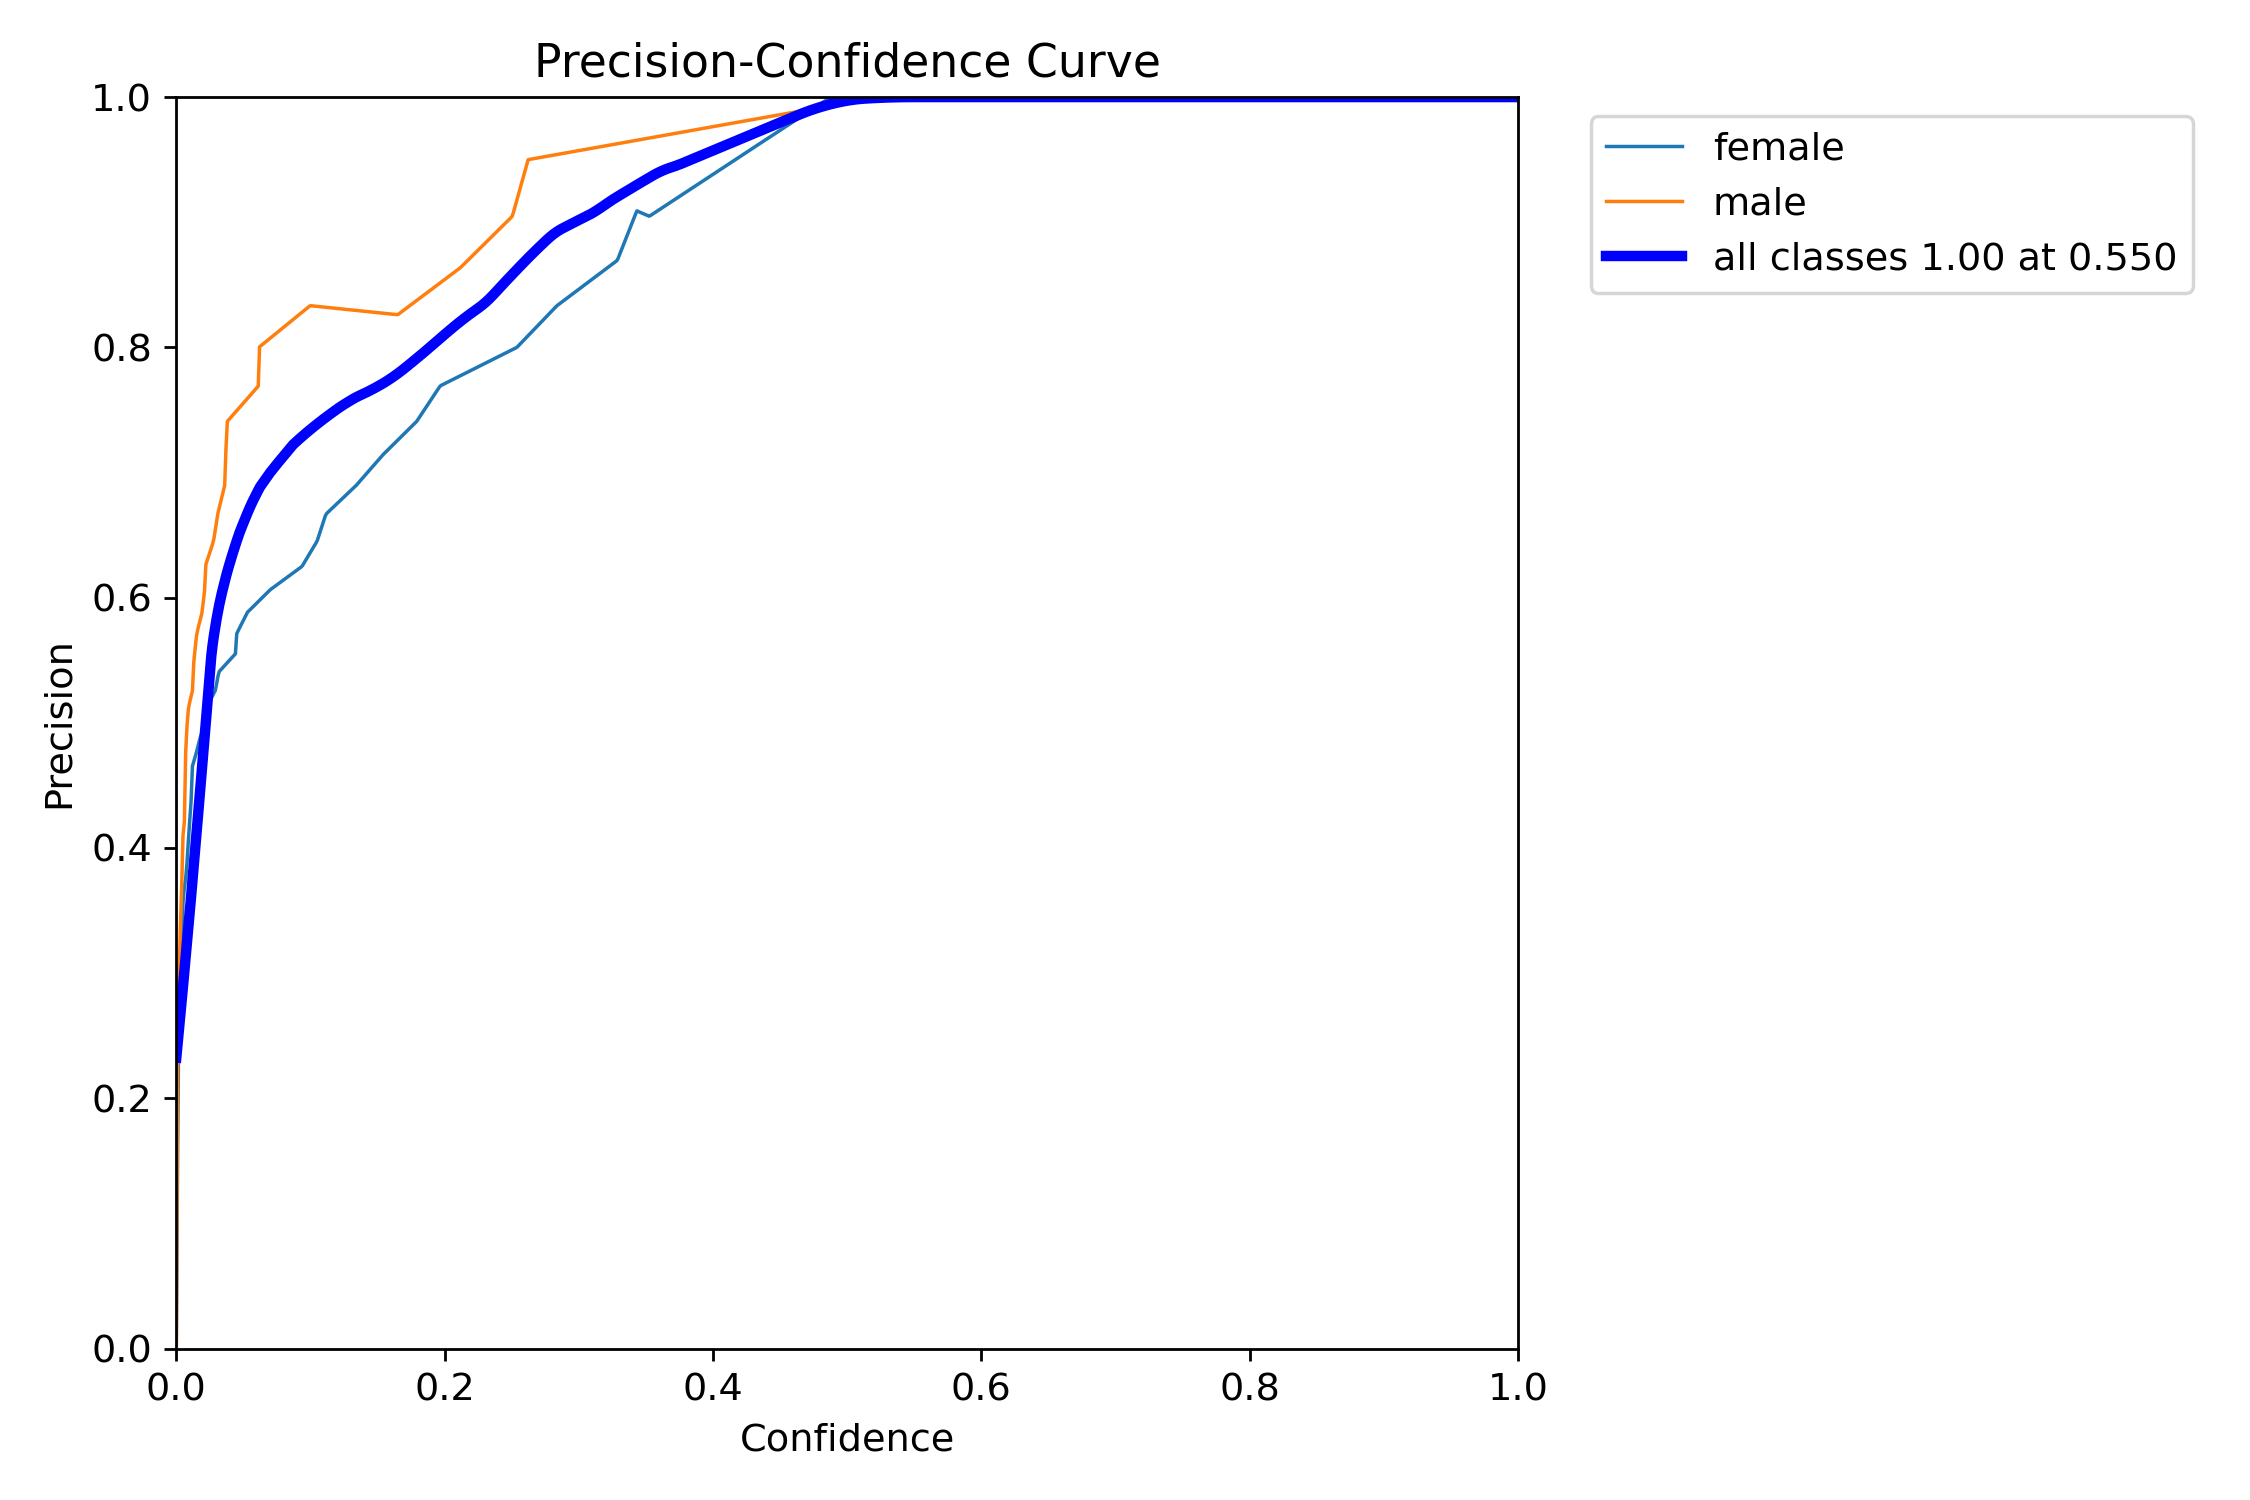 Precision-Confidence Curve
1.0
0.8
0.6
0.4
0.2
0.0
Precision
0.0 0.2 0.4 0.6 0.8 1.0
Confidence
female
male
all classes 1.00 at 0.550